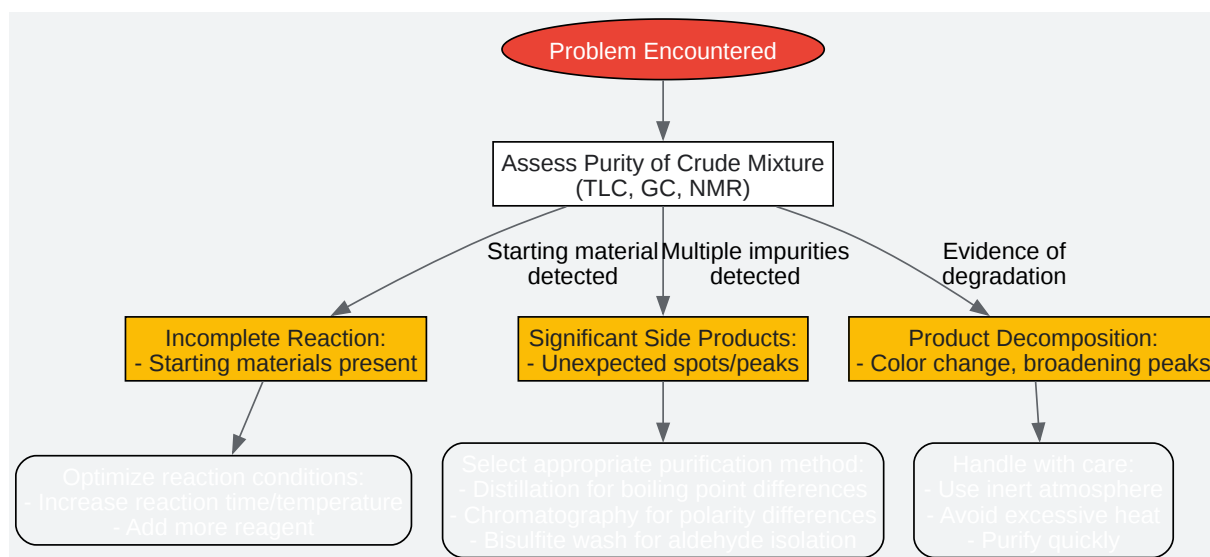 Problem Encountered
Assess Purity of Crude Mixture
(TLC, GC, NMR)
Starting material
detected
Multiple impurities
detected
Evidence of
degradation
Incomplete Reaction:
- Starting materials present
Significant Side Products:
- Unexpected spots/peaks
Product Decomposition:
- Color change, broadening peaks
Optimize reaction conditions:
- Increase reaction time/temperature
- Add more reagent
Select appropriate purification method:
- Distillation for boiling point differences
- Chromatography for polarity differences
- Bisulfite wash for aldehyde isolation
Handle with care:
- Use inert atmosphere
- Avoid excessive heat
- Purify quickly